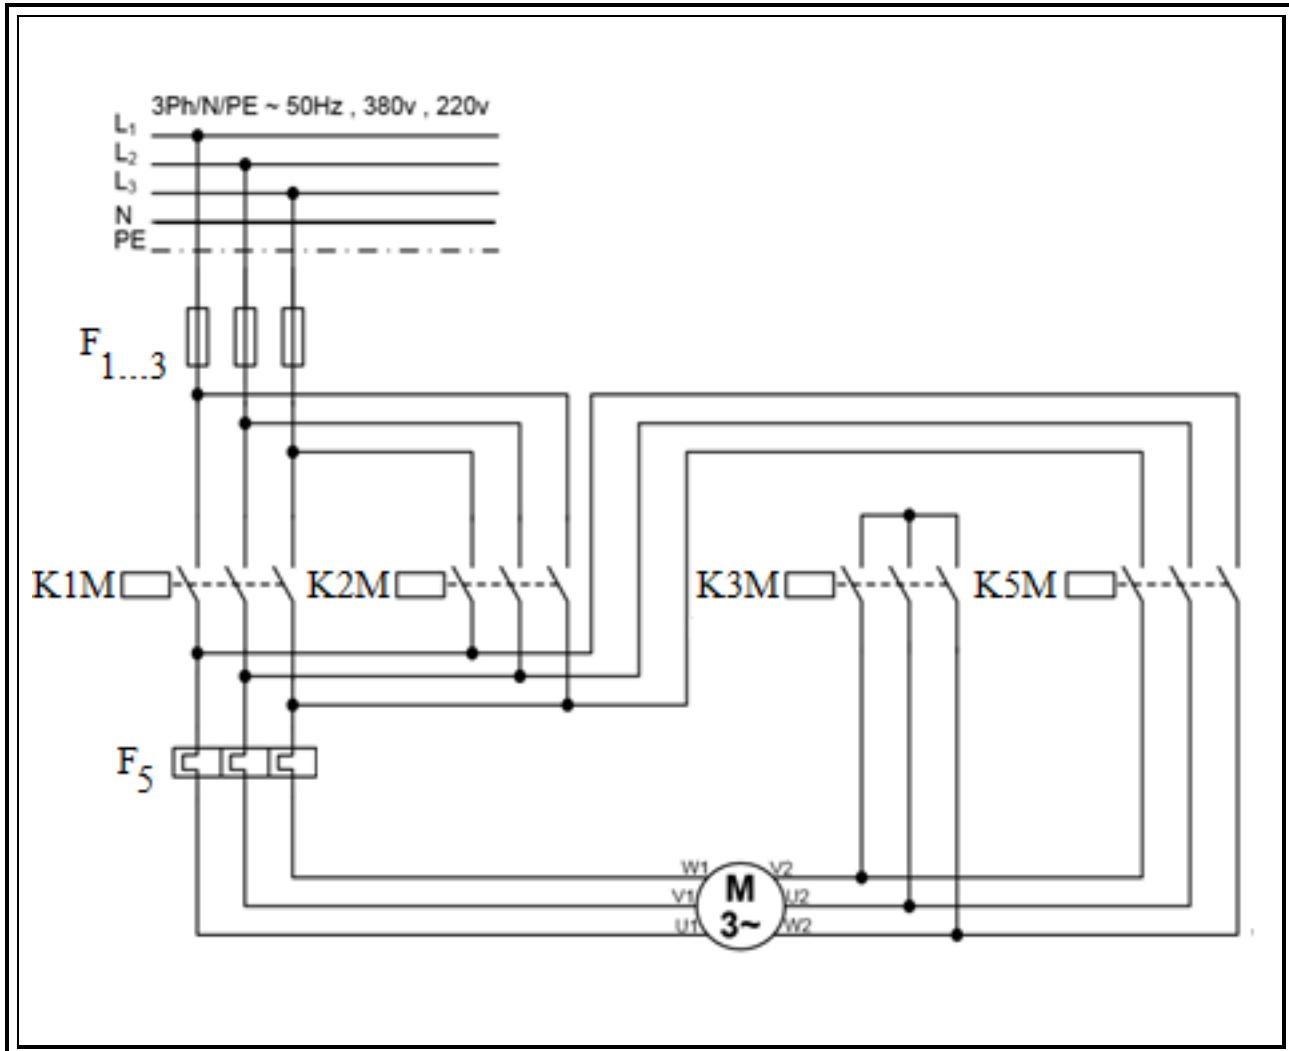 3Ph/N/PE ~ 50Hz , 380v , 220v
L1
L2
L3
N
PE
F1...3
K1M
K2M
K3M
K5M
F5
W1
V2
M
V1
U2
3~
U1
W2